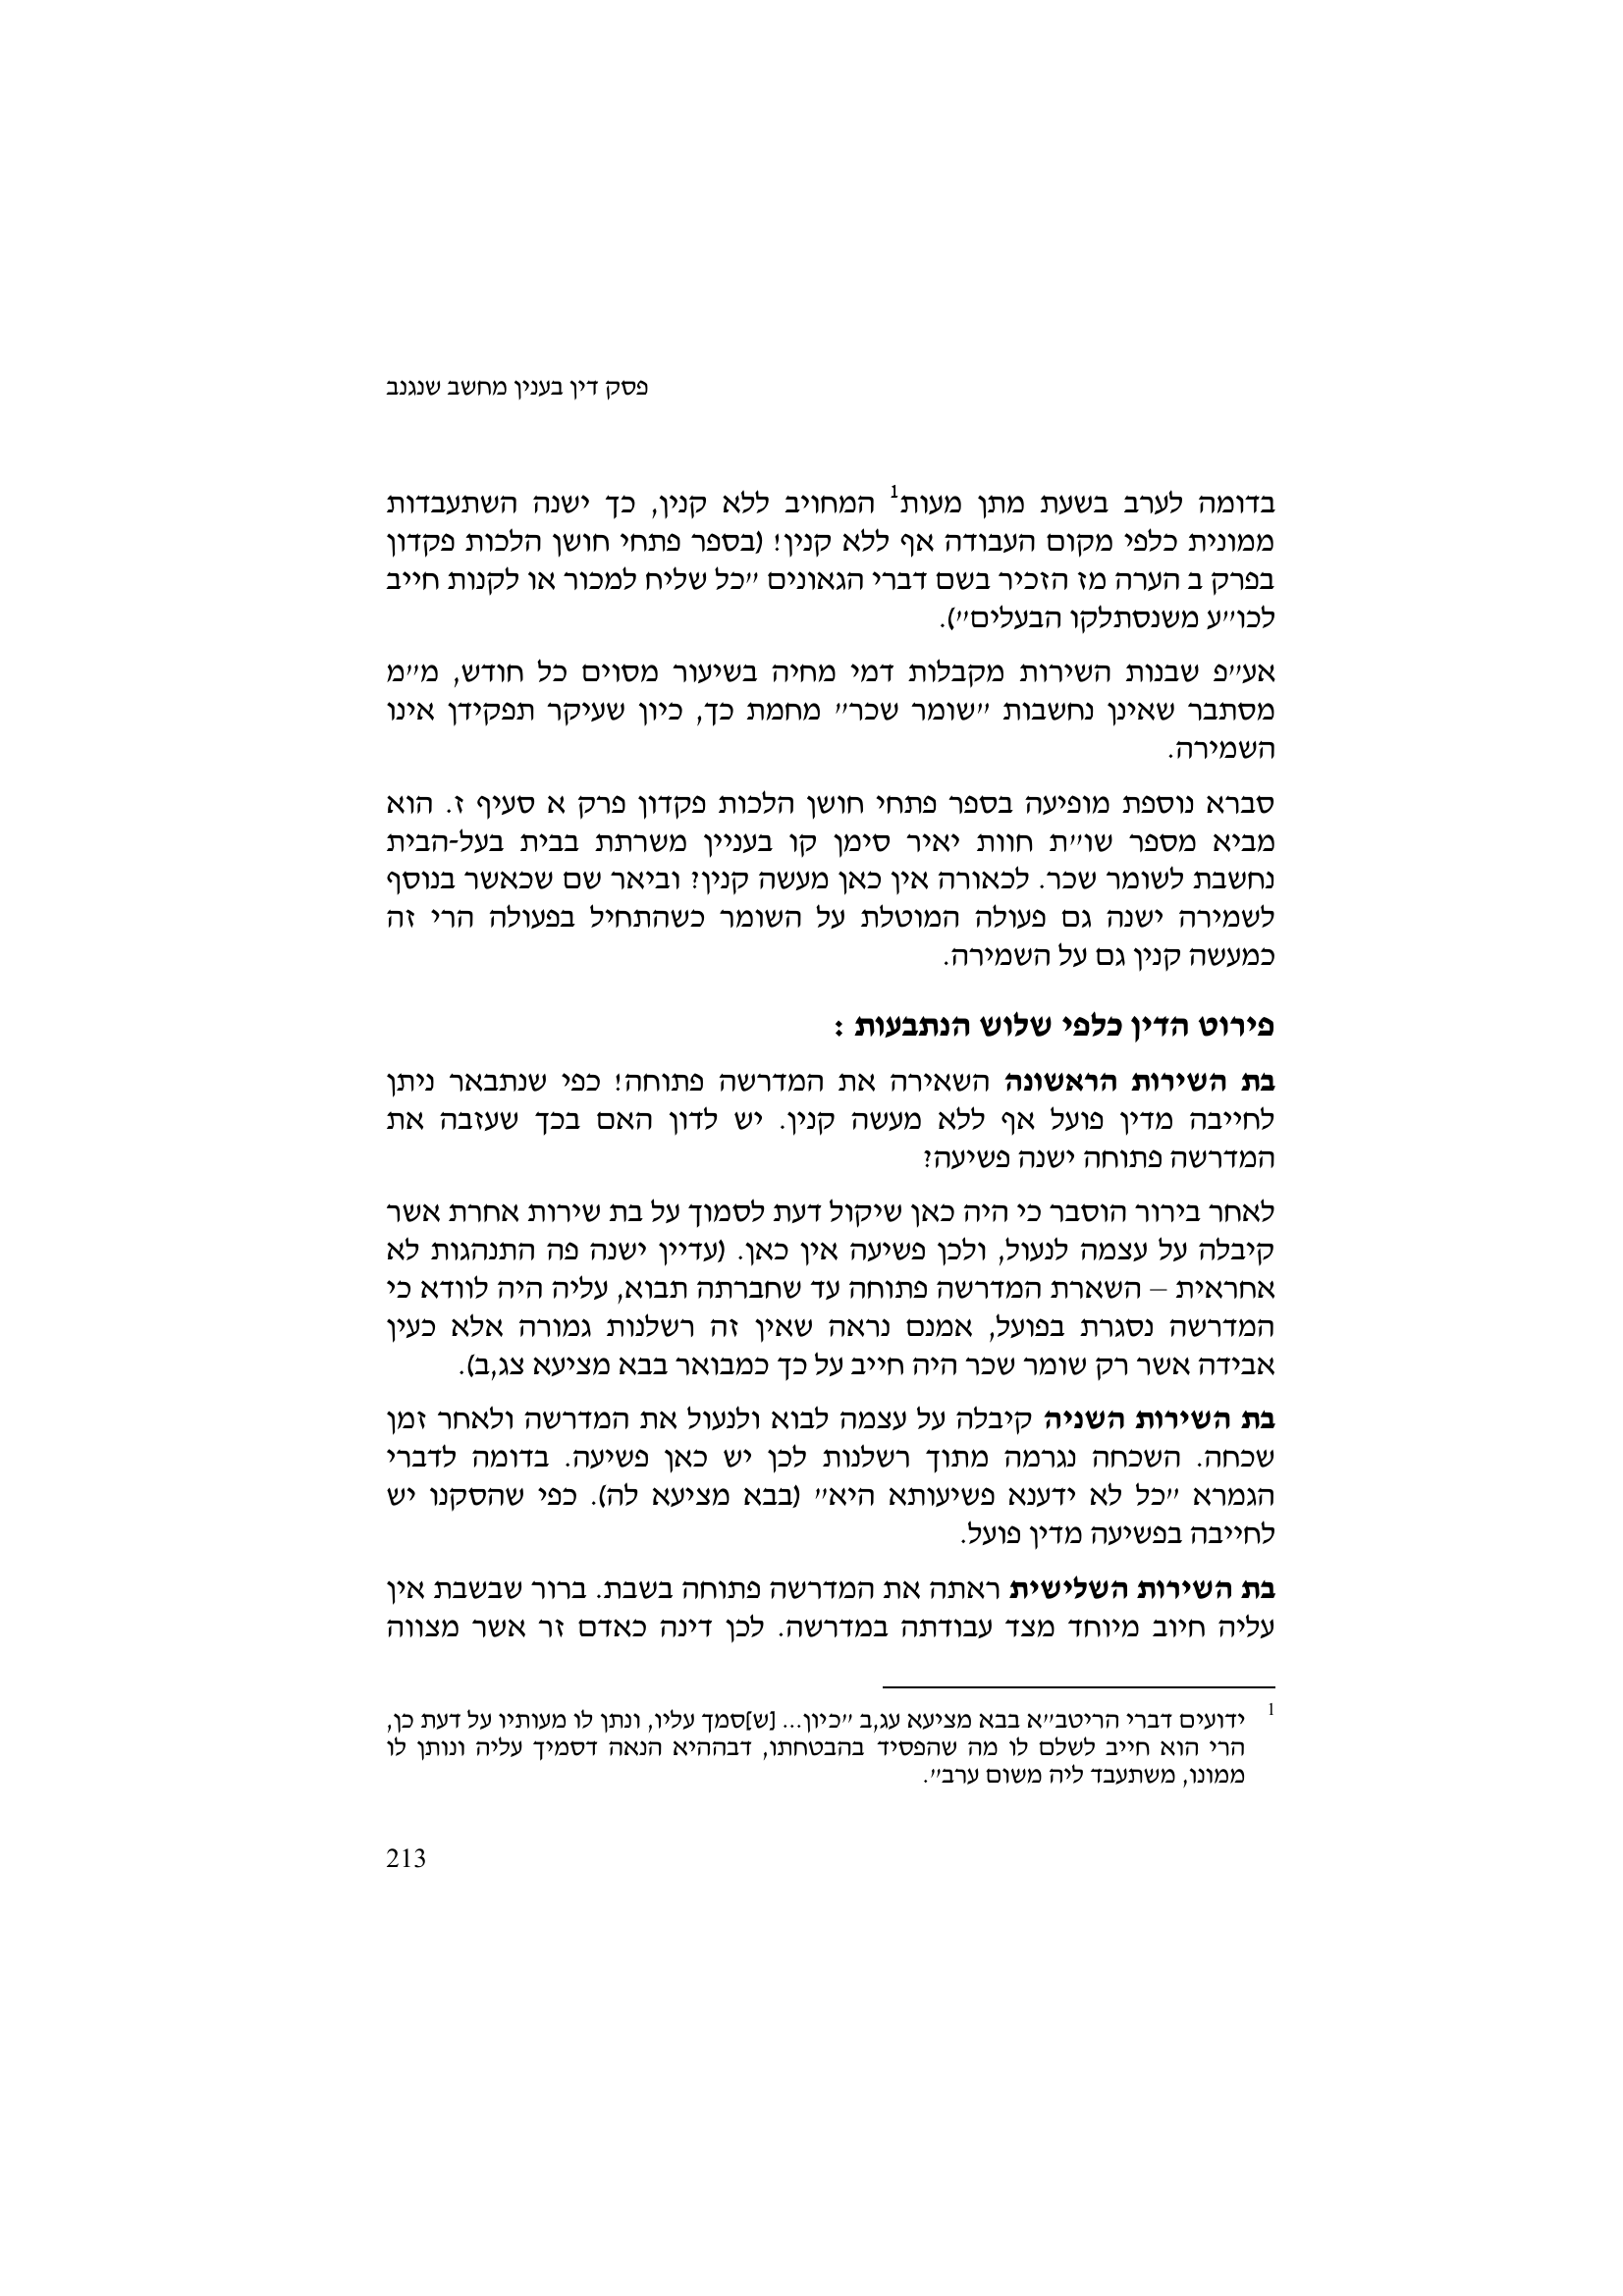 פסק דין בענין מחשב שנגנב
בדומה לערב בשעת מתן מעות1 המחויב ללא קנין, כך ישנה השתעבדות
ממונית כלפי מקום העבודה אף ללא קנין! (בספר פתחי חושן הלכות פקדון
בפרק ב הערה מז הזכיר בשם דברי הגאונים "כל שליח למכור או לקנות חייב
לכו"ע משנסתלקו הבעלים").
אע"פ שבנות השירות מקבלות דמי מחיה בשיעור מסוים כל חודש, מ"מ
מסתבר שאינן נחשבות "שומר שכר" מחמת כך, כיון שעיקר תפקידן אינו
השמירה.
סברא נוספת מופיעה בספר פתחי חושן הלכות פקדון פרק א סעיף ז. הוא
מביא מספר שו"ת חוות יאיר סימן קו בעניין משרתת בבית בעל-הבית
נחשבת לשומר שכר. לכאורה אין כאן מעשה קנין? וביאר שם שכאשר בנוסף
לשמירה ישנה גם פעולה המוטלת על השומר כשהתחיל בפעולה הרי זה
כמעשה קנין גם על השמירה.
פירוט הדין כלפי שלוש הנתבעות :
בת השירות הראשונה השאירה את המדרשה פתוחה! כפי שנתבאר ניתן
לחייבה מדין פועל אף ללא מעשה קנין. יש לדון האם בכך שעזבה את
המדרשה פתוחה ישנה פשיעה?
לאחר בירור הוסבר כי היה כאן שיקול דעת לסמוך על בת שירות אחרת אשר
קיבלה על עצמה לנעול, ולכן פשיעה אין כאן. (עדיין ישנה פה התנהגות לא
אחראית – השארת המדרשה פתוחה עד שחברתה תבוא, עליה היה לוודא כי
המדרשה נסגרת בפועל, אמנם נראה שאין זה רשלנות גמורה אלא כעין
אבידה אשר רק שומר שכר היה חייב על כך כמבואר בבא מציעא צג,ב).
בת השירות השניה קיבלה על עצמה לבוא ולנעול את המדרשה ולאחר זמן
שכחה. השכחה נגרמה מתוך רשלנות לכן יש כאן פשיעה. בדומה לדברי
הגמרא "כל לא ידענא פשיעותא היא" (בבא מציעא לה). כפי שהסקנו יש
לחייבה בפשיעה מדין פועל.
בת השירות השלישית ראתה את המדרשה פתוחה בשבת. ברור שבשבת אין
עליה חיוב מיוחד מצד עבודתה במדרשה. לכן דינה כאדם זר אשר מצווה
1 ידועים דברי הריטב"א בבא מציעא עג,ב "כיון... [ש]סמך עליו, ונתן לו מעותיו על דעת כן,
הרי הוא חייב לשלם לו מה שהפסיד בהבטחתו, דבההיא הנאה דסמיך עליה ונותן לו
ממונו, משתעבד ליה משום ערב".
213